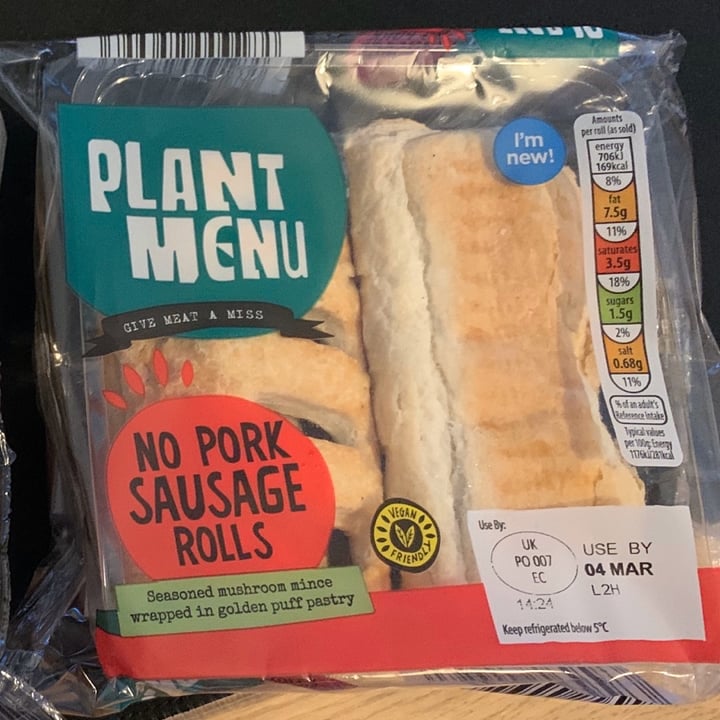 PLANT
MENU
GIVE MEAT A MISS
NO PORK
SAUSAGE
ROLLS
Seasoned mushroom mince
wrapped in golden puff pastry
VEGAN
FRIENDLY
I'm
new!
Amounts
per roll (as sold)
energy
706kJ
169kcal
8%
fat
7.5g
11%
saturates
3.5g
18%
sugars
1.5g
2%
salt
0.68g
11%
% of an adult's
Reference intake
Typical values
per 100g: Energy
1176kJ/281kcal
Use By:
UK
PO 007
EC
14:24
USE BY
04 MAR
L2H
Keep refrigerated below 5°C